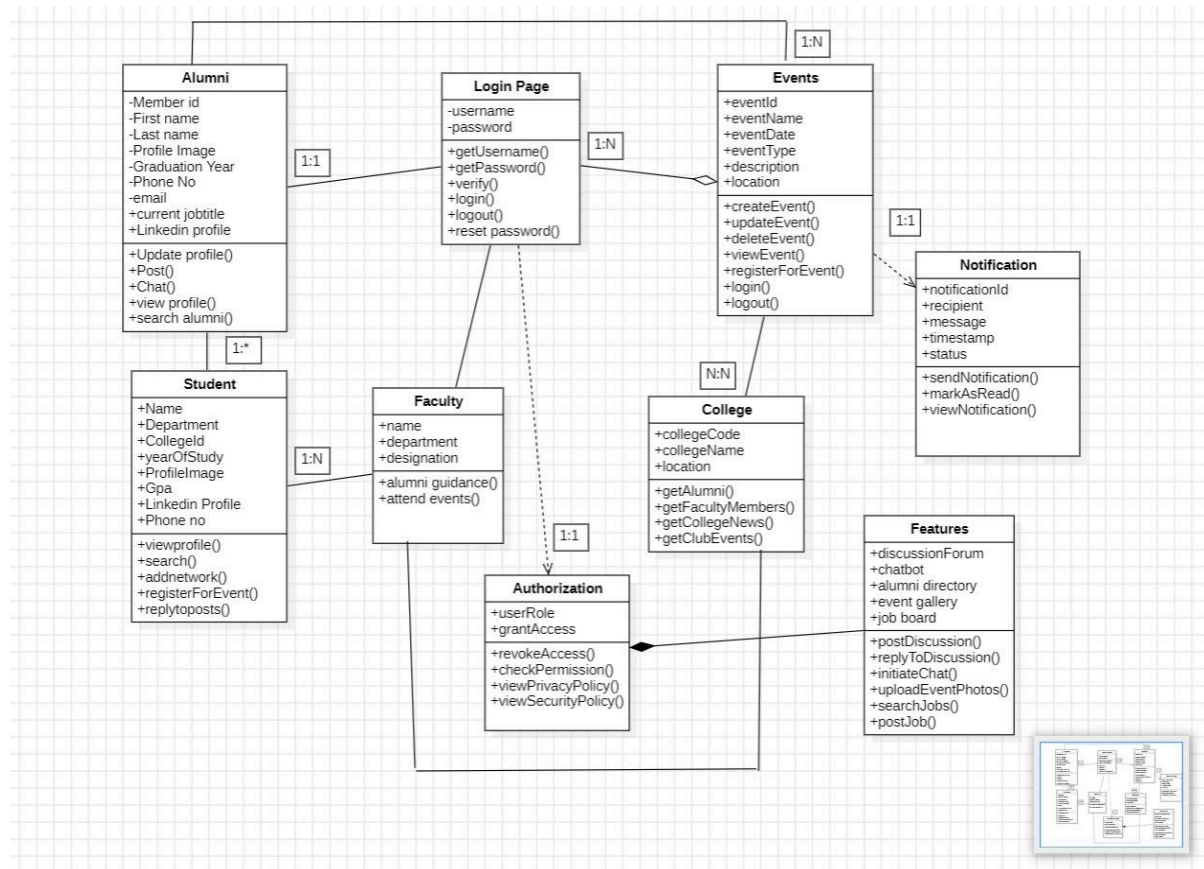 1:N
Alumni
-Member id
-First name
-Last name
-Profile Image
-Graduation Year
-Phone No
-email
+current jobtitle
+Linkedin profile
+Update profile()
+Post()
+Chat()
+view profile()
+search alumni()
1:1
Login Page
-username
-password
+getUsername()
+getPassword()
+verify()
+login()
+logout()
+reset password()
1:N
Events
+eventId
+eventName
+eventDate
+eventType
+description
+location
+createEvent()
+updateEvent()
+deleteEvent()
+viewEvent()
+registerForEvent()
+login()
+logout()
1:1
Notification
+notificationId
+recipient
+message
+timestamp
+status
+sendNotification()
+markAsRead()
+viewNotification()
1:*
Student
+Name
+Department
+CollegeId
+yearOfStudy
+ProfileImage
+Gpa
+Linkedin Profile
+Phone no
+viewprofile()
+search()
+addnetwork()
+registerForEvent()
+replytoposts()
1:N
Faculty
+name
+department
+designation
+alumni guidance()
+attend events()
N:N
College
+collegeCode
+collegeName
+location
+getAlumni()
+getFacultyMembers()
+getCollegeNews()
+getClubEvents()
1:1
Authorization
+userRole
+grantAccess
+revokeAccess()
+checkPermission()
+viewPrivacyPolicy()
+viewSecurityPolicy()
Features
+discussionForum
+chatbot
+alumni directory
+event gallery
+job board
+postDiscussion()
+replyToDiscussion()
+initiateChat()
+uploadEventPhotos()
+searchJobs()
+postJob()